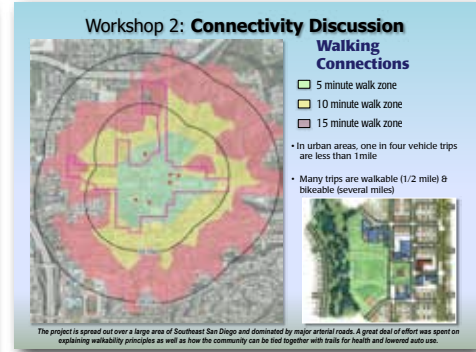 Workshop 2: Connectivity Discussion
Walking
Connections
5 minute walk zone
10 minute walk zone
15 minute walk zone
• In urban areas, one in four vehicle trips
are less than 1mile
• Many trips are walkable (1/2 mile) &
bikeable (several miles)
The project is spread out over a large area of Southeast San Diego and dominated by major arterial roads. A great deal of effort was spent on
explaining walkability principles as well as how the community can be tied together with trails for health and lowered auto use.